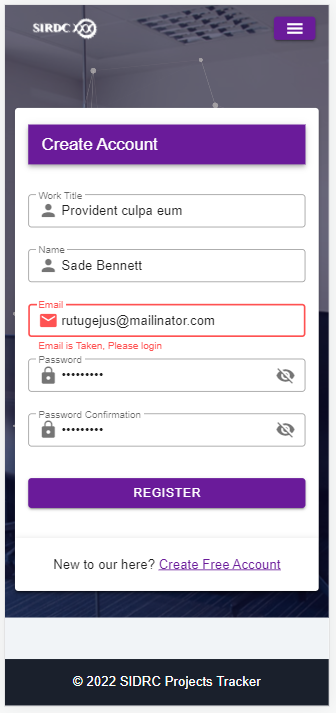 SIRDC
Create Account
Work Title
Provident culpa eum
Name
Sade Bennett
Email
rutugejus@mailinator.com
Email is Taken, Please login
Password
•••••••••
Password Confirmation
•••••••••
REGISTER
New to our here? Create Free Account
© 2022 SIDRC Projects Tracker